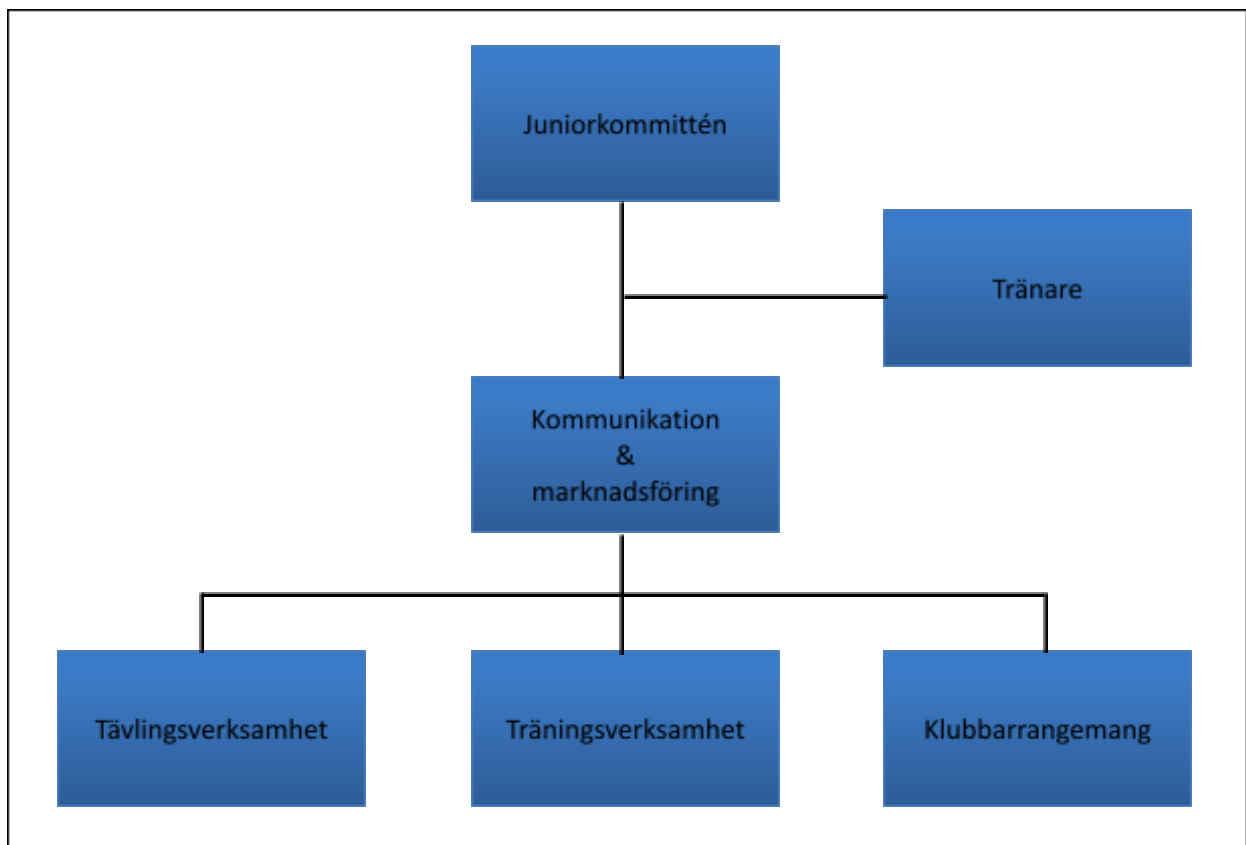 Juniorkommittén
Tränare
Kommunikation
&
marknadsföring
Tävlingsverksamhet
Träningsverksamhet
Klubbarrangemang